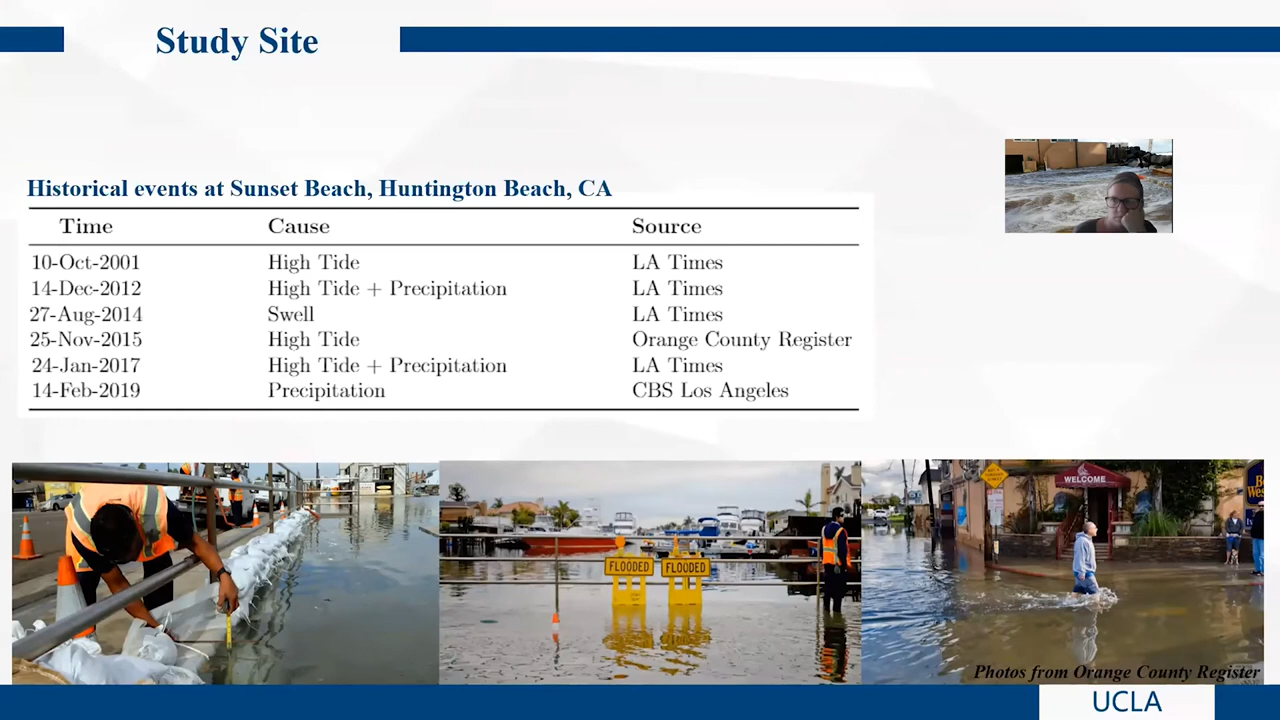 Study Site
Historical events at Sunset Beach, Huntington Beach, CA
Time Cause Source
10-Oct-2001 High Tide LA Times
14-Dec-2012 High Tide + Precipitation LA Times
27-Aug-2014 Swell LA Times
25-Nov-2015 High Tide Orange County Register
24-Jan-2017 High Tide + Precipitation LA Times
14-Feb-2019 Precipitation CBS Los Angeles
FLOODED FLOODED
WELCOME
Photos from Orange County Register
UCLA